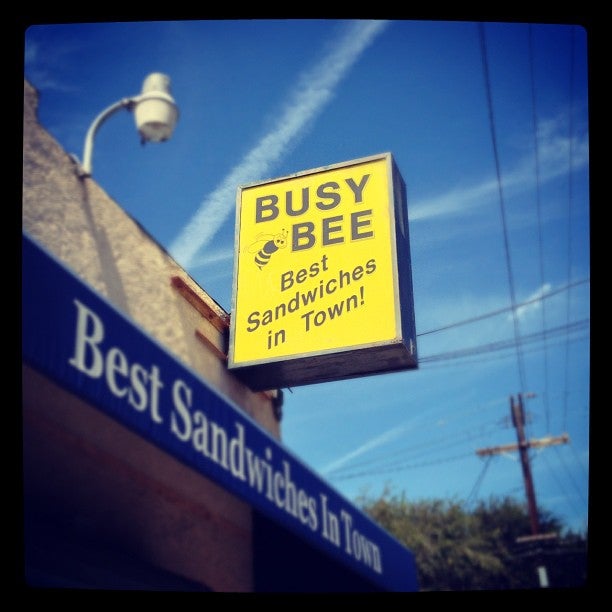 BUSY
BEE
Best
Sandwiches
in Town!
Best Sandwiches In Town